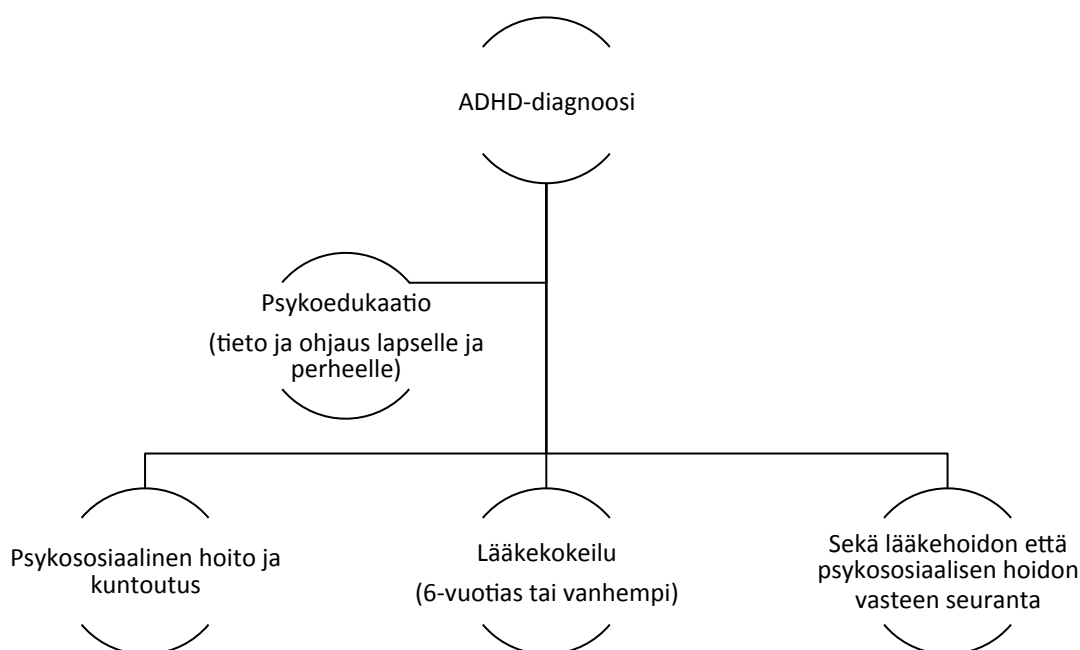 ADHD-diagnoosi
Psykoedukaatio
(tieto ja ohjaus lapselle ja
perheelle)
Psykososiaalinen hoito ja
kuntoutus
Lääkekokeilu
(6-vuotias tai vanhempi)
Sekä lääkehoidon että
psykososiaalisen hoidon
vasteen seuranta